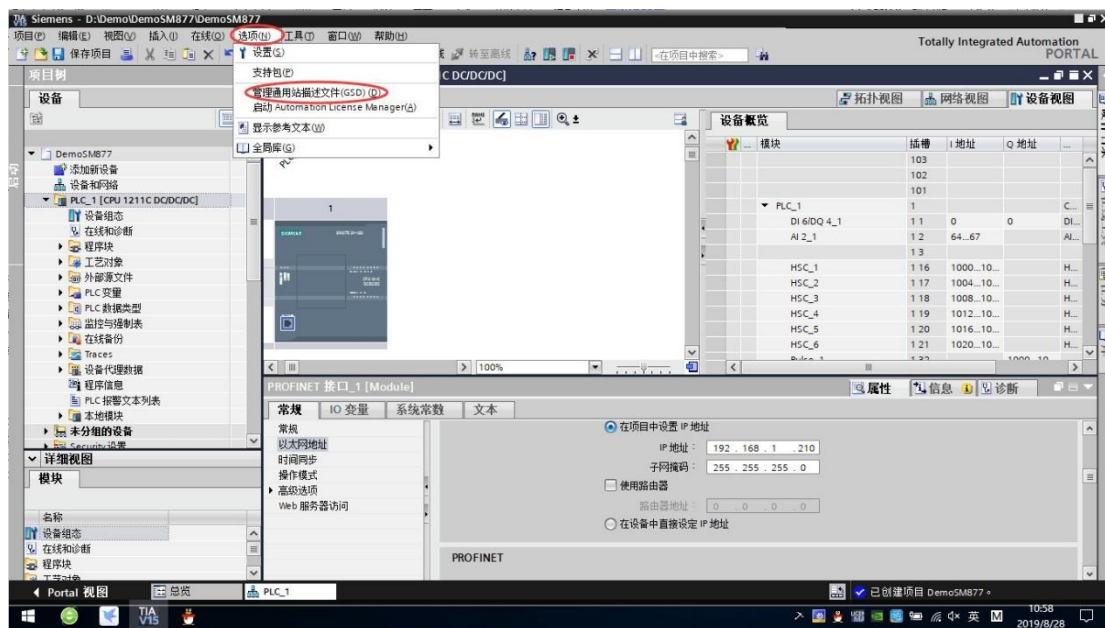 Siemens - D:\Demo\DemoSM877\DemoSM877
项目(P) 编辑(E) 视图(V) 插入(I) 在线(O) 选项(N) 工具(T) 窗口(W) 帮助(H)
Totally Integrated Automation
PORTAL
保存项目
转至离线
<在项目中搜索>
设置(S)
支持包(P)
管理通用站描述文件(GSD) (D)
启动 Automation License Manager(A)
显示参考文本(W)
全局库(G)
项目树
C DC/DC/DC]
设备
拓扑视图 网络视图 设备视图
设备概览
模块 插槽 I 地址 Q 地址 ...
103
102
101
PLC_1 1 C...
DI 6/DQ 4_1 1 1 0 0 DI...
AI 2_1 1 2 64...67 AI...
1 3
HSC_1 1 16 1000...10... H...
HSC_2 1 17 1004...10... H...
HSC_3 1 18 1008...10... H...
HSC_4 1 19 1012...10... H...
HSC_5 1 20 1016...10... H...
HSC_6 1 21 1020...10... H...
Pulse_1 1 32 1000...10...
DemoSM877
添加新设备
设备和网络
PLC_1 [CPU 1211C DC/DC/DC]
设备组态
在线和诊断
程序块
工艺对象
外部源文件
PLC 变量
PLC 数据类型
监控与强制表
在线备份
Traces
设备代理数据
程序信息
PLC 报警文本列表
本地模块
未分组的设备
Security 设置
1
SIEMENS
100%
详细视图
模块
名称
设备组态
在线和诊断
程序块
工艺对象
PROFINET 接口_1 [Module]
属性 信息 诊断
常规 IO 变量 系统常数 文本
常规
以太网地址
时间同步
操作模式
高级选项
Web 服务器访问
在项目中设置 IP 地址
IP 地址： 192 . 168 . 1 . 210
子网掩码： 255 . 255 . 255 . 0
使用路由器
路由器地址： 0 . 0 . 0 . 0
在设备中直接设定 IP 地址
PROFINET
Portal 视图 总览 PLC_1
已创建项目 DemoSM877。
TIA V15
英 M
10:58
2019/8/28